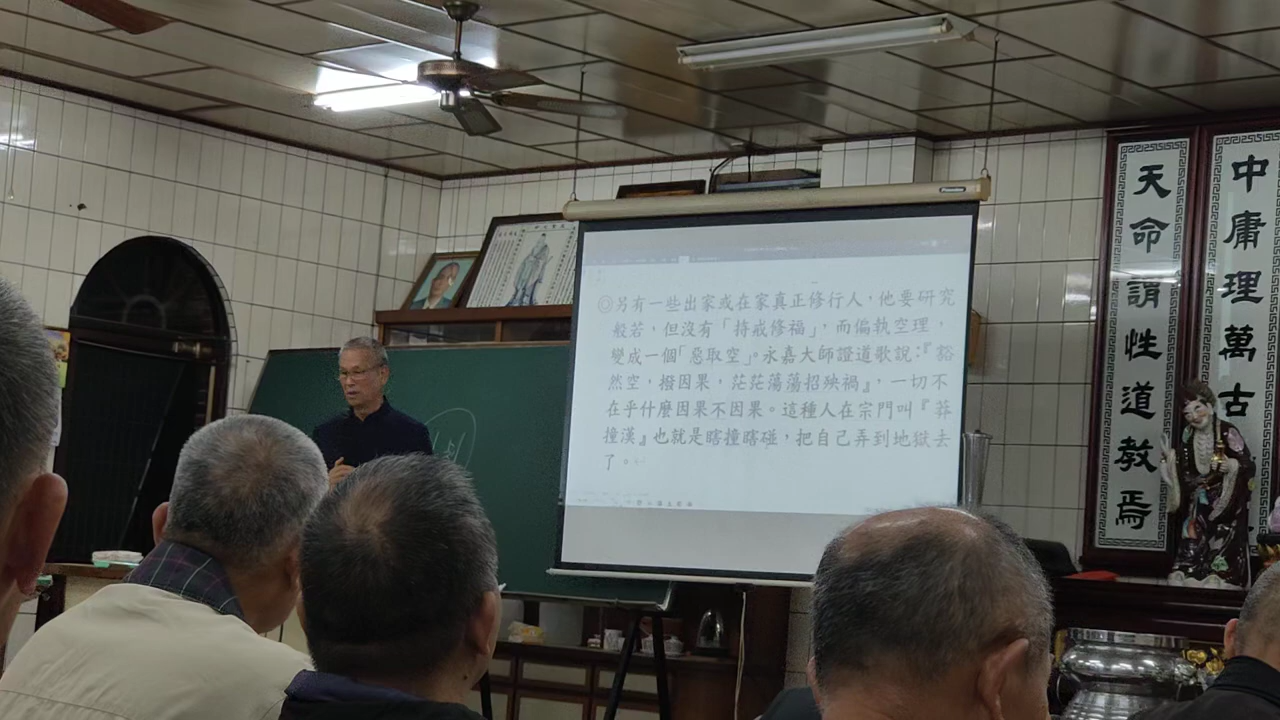 ◎另有一些出家或在家真正修行人，他要研究
般若，但沒有「持戒修福」，而偏執空理，
變成一個「惡取空」。永嘉大師證道歌說：『豁
然空，撥因果，茫茫蕩蕩招殃禍』，一切不
在乎什麼因果不因果。這種人在宗門叫『莽
撞漢』也就是瞎撞瞎碰，把自己弄到地獄去
了。
天命謂性道教焉
中庸理萬古